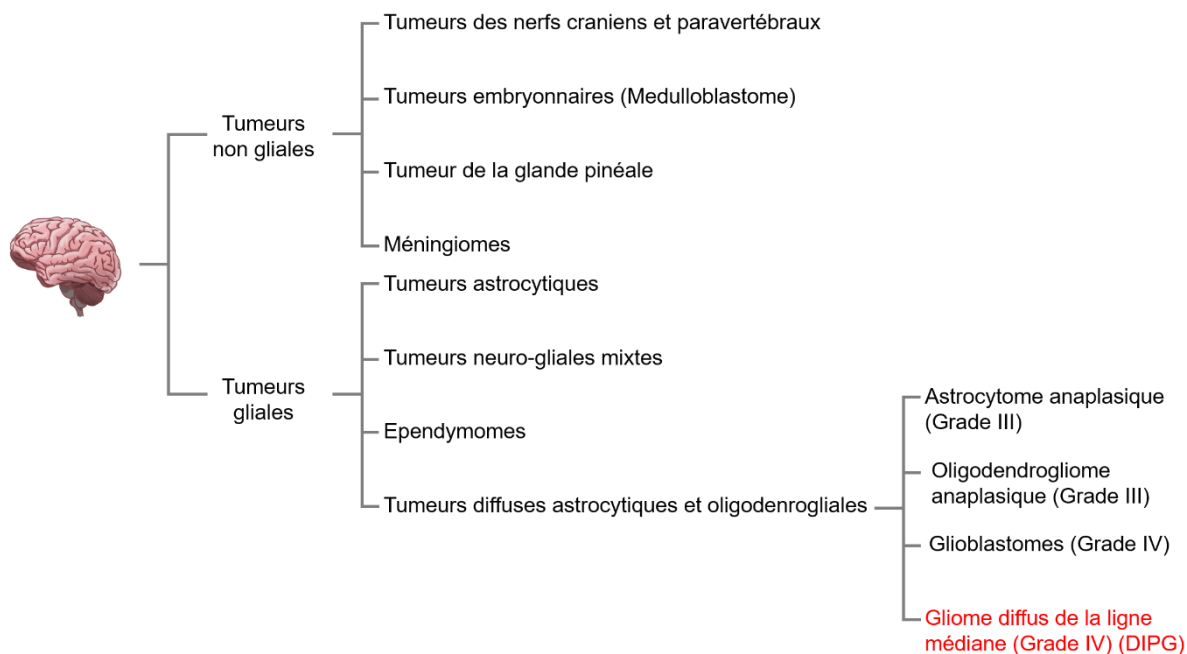 Tumeurs
non gliales
Tumeurs des nerfs craniens et paravertébraux
Tumeurs embryonnaires (Medulloblastome)
Tumeur de la glande pinéale
Méningiomes
Tumeurs
gliales
Tumeurs astrocytiques
Tumeurs neuro-gliales mixtes
Ependymomes
Tumeurs diffuses astrocytiques et oligodenrogliales
Astrocytome anaplasique
(Grade III)
Oligodendrogliome
anaplasique (Grade III)
Glioblastomes (Grade IV)
Gliome diffus de la ligne
médiane (Grade IV) (DIPG)